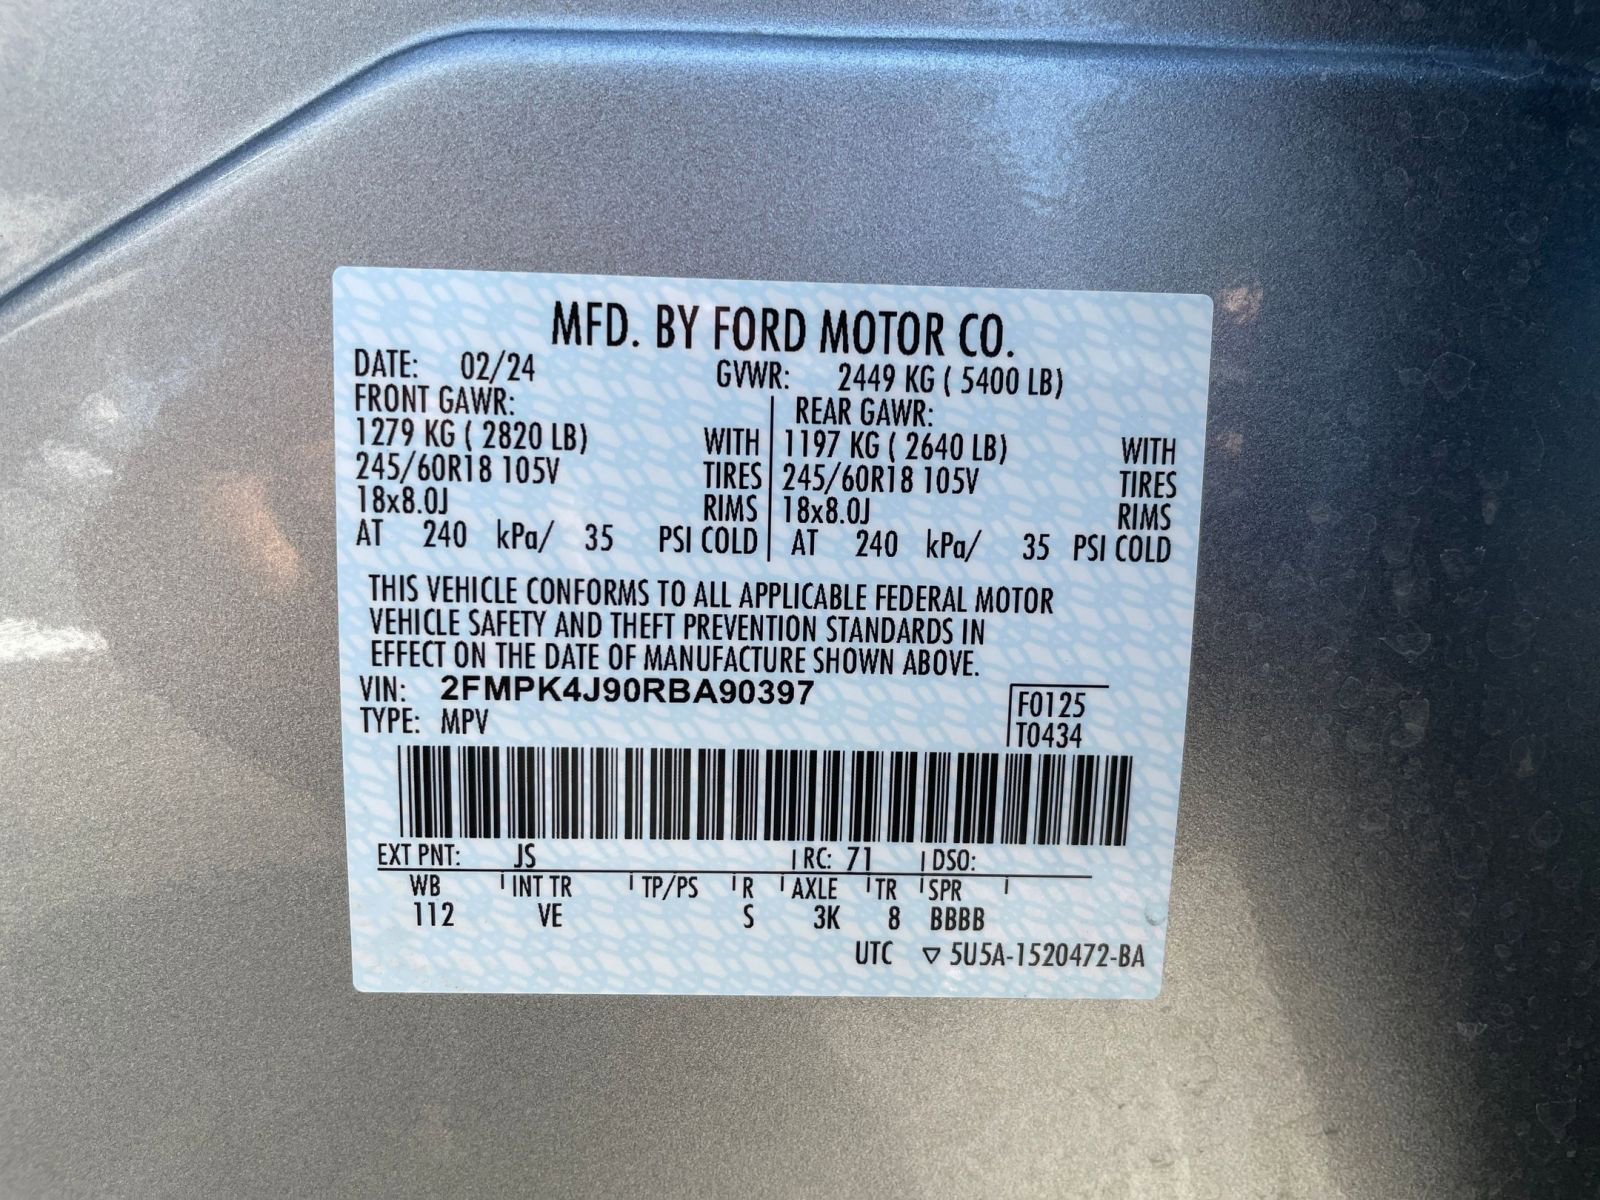 MFD. BY FORD MOTOR CO.
DATE: 02/24 GVWR: 2449 KG ( 5400 LB)
FRONT GAWR: REAR GAWR:
1279 KG ( 2820 LB) WITH 1197 KG ( 2640 LB) WITH
245/60R18 105V TIRES 245/60R18 105V TIRES
18x8.0J RIMS 18x8.0J RIMS
AT 240 kPa/ 35 PSI COLD AT 240 kPa/ 35 PSI COLD
THIS VEHICLE CONFORMS TO ALL APPLICABLE FEDERAL MOTOR
VEHICLE SAFETY AND THEFT PREVENTION STANDARDS IN
EFFECT ON THE DATE OF MANUFACTURE SHOWN ABOVE.
VIN: 2FMPK4J90RBA90397 F0125
TYPE: MPV T0434
EXT PNT: JS RC: 71 DSO:
WB INT TR TP/PS R AXLE TR SPR
112 VE S 3K 8 BBBB
UTC ▽ 5U5A-1520472-BA